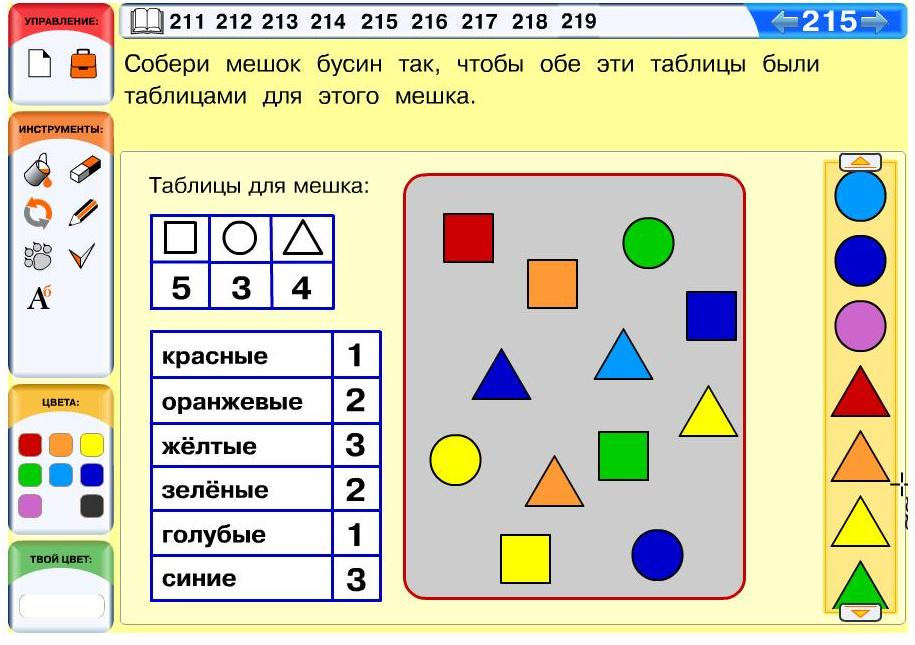 УПРАВЛЕНИЕ:
211 212 213 214 215 216 217 218 219
215
Собери мешок бусин так, чтобы обе эти таблицы были
таблицами для этого мешка.
ИНСТРУМЕНТЫ:
Аб
ЦВЕТА:
ТВОЙ ЦВЕТ:
Таблицы для мешка:
5 3 4
красные 1
оранжевые 2
жёлтые 3
зелёные 2
голубые 1
синие 3